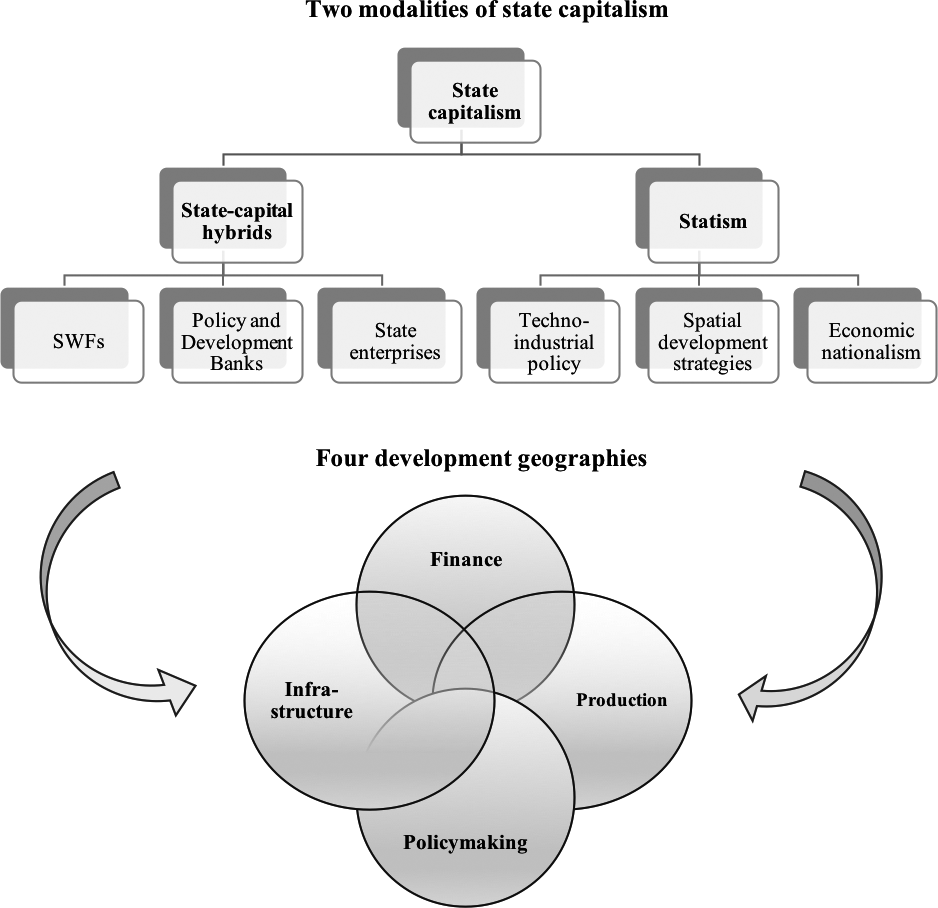 Two modalities of state capitalism
State
capitalism
State-capital
hybrids
Statism
SWFs
Policy and
Development
Banks
State
enterprises
Techno-
industrial
policy
Spatial
development
strategies
Economic
nationalism
Four development geographies
Finance
Infra-
structure
Production
Policymaking